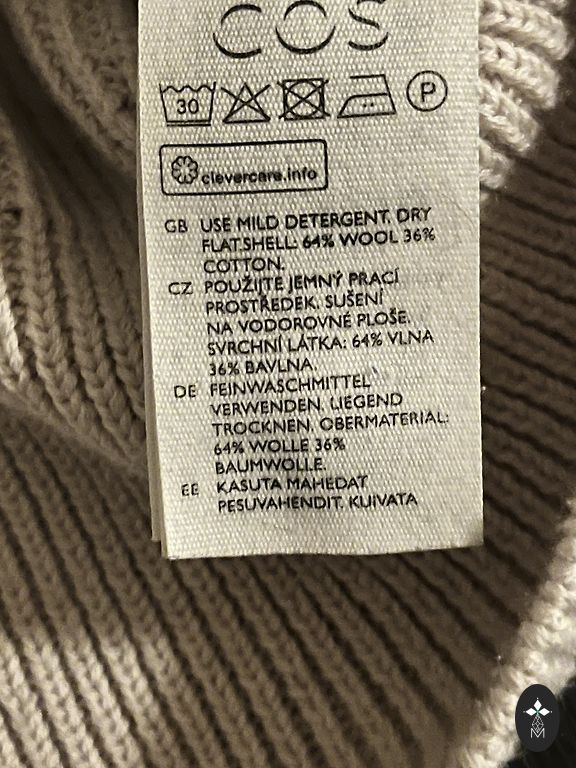 COS
30
P
clevercare.info
GB USE MILD DETERGENT. DRY
FLAT.SHELL: 64% WOOL 36%
COTTON.
CZ POUŽIJTE JEMNÝ PRACÍ
PROSTŘEDEK. SUŠENÍ
NA VODOROVNÉ PLOŠE.
SVRCHNÍ LÁTKA: 64% VLNA
36% BAVLNA.
DE FEINWASCHMITTEL
VERWENDEN. LIEGEND
TROCKNEN. OBERMATERIAL:
64% WOLLE 36%
BAUMWOLLE.
EE KASUTA MAHEDAT
PESUVAHENDIT. KUIVATA
M